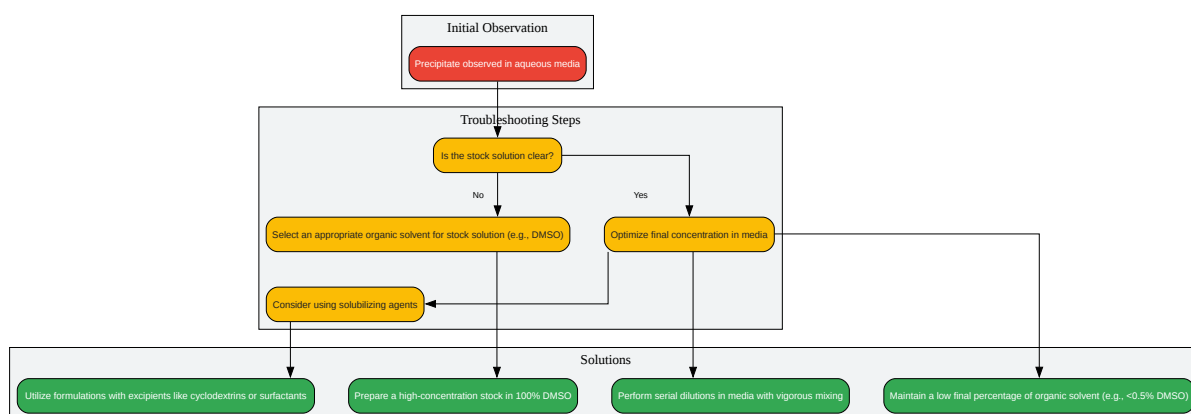 Initial Observation
Precipitate observed in aqueous media
Troubleshooting Steps
Is the stock solution clear?
No
Yes
Select an appropriate organic solvent for stock solution (e.g., DMSO)
Optimize final concentration in media
Consider using solubilizing agents
Solutions
Utilize formulations with excipients like cyclodextrins or surfactants
Prepare a high-concentration stock in 100% DMSO
Perform serial dilutions in media with vigorous mixing
Maintain a low final percentage of organic solvent (e.g., <0.5% DMSO)